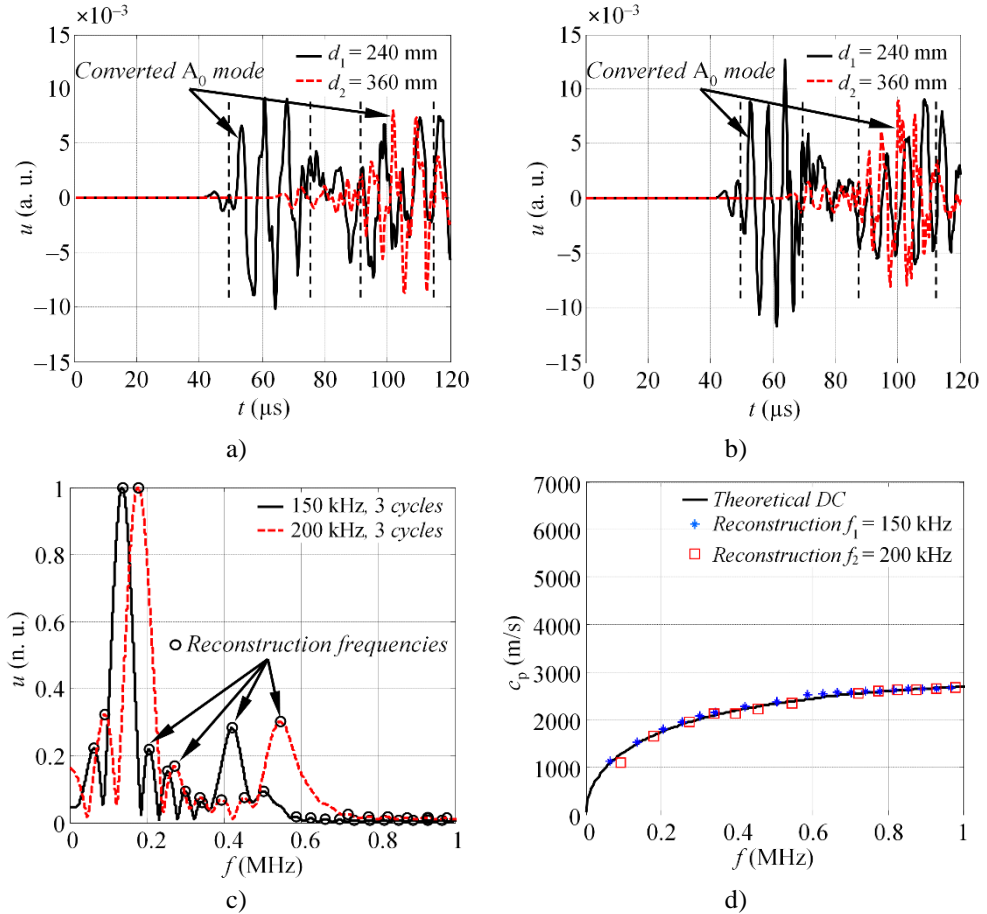 ×10⁻³
15
10
5
0
−5
−10
−15
u (a. u.)
d₁ = 240 mm
d₂ = 360 mm
Converted A₀ mode
0 20 40 60 80 100 120
t (µs)
a)
×10⁻³
15
10
5
0
−5
−10
−15
u (a. u.)
d₁ = 240 mm
d₂ = 360 mm
Converted A₀ mode
0 20 40 60 80 100 120
t (µs)
b)
1
0.8
0.6
0.4
0.2
0
u (n. u.)
150 kHz, 3 cycles
200 kHz, 3 cycles
Reconstruction frequencies
0 0.2 0.4 0.6 0.8 1
f (MHz)
c)
7000
6000
5000
4000
3000
2000
1000
0
cₚ (m/s)
Theoretical DC
Reconstruction f₁ = 150 kHz
Reconstruction f₂ = 200 kHz
0 0.2 0.4 0.6 0.8 1
f (MHz)
d)